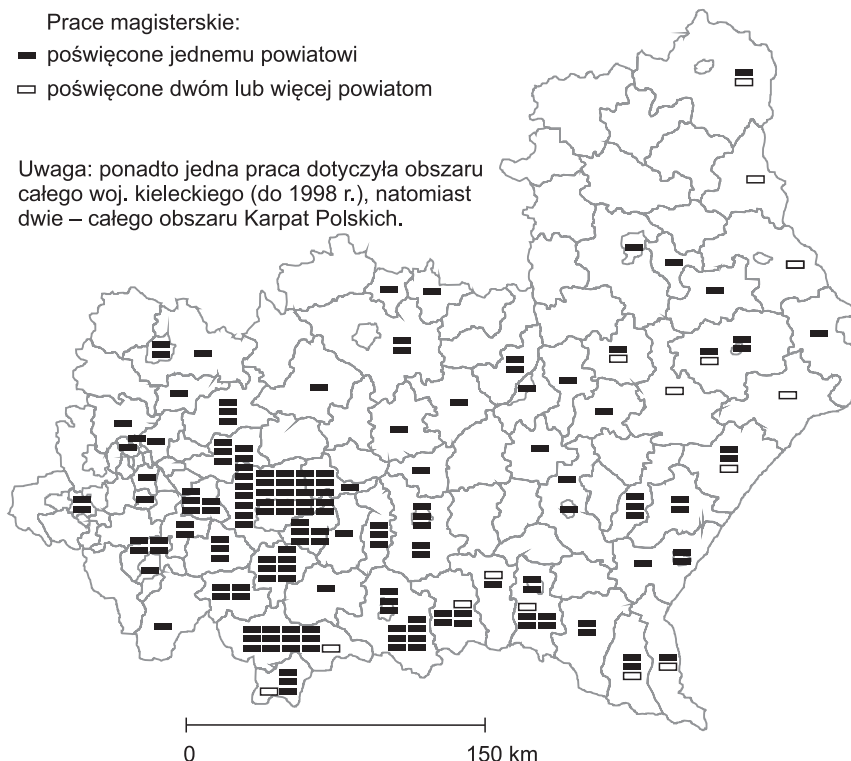 Prace magisterskie:
poświęcone jednemu powiatowi
poświęcone dwóm lub więcej powiatom
Uwaga: ponadto jedna praca dotyczyła obszaru
całego woj. kieleckiego (do 1998 r.), natomiast
dwie – całego obszaru Karpat Polskich.
0 150 km